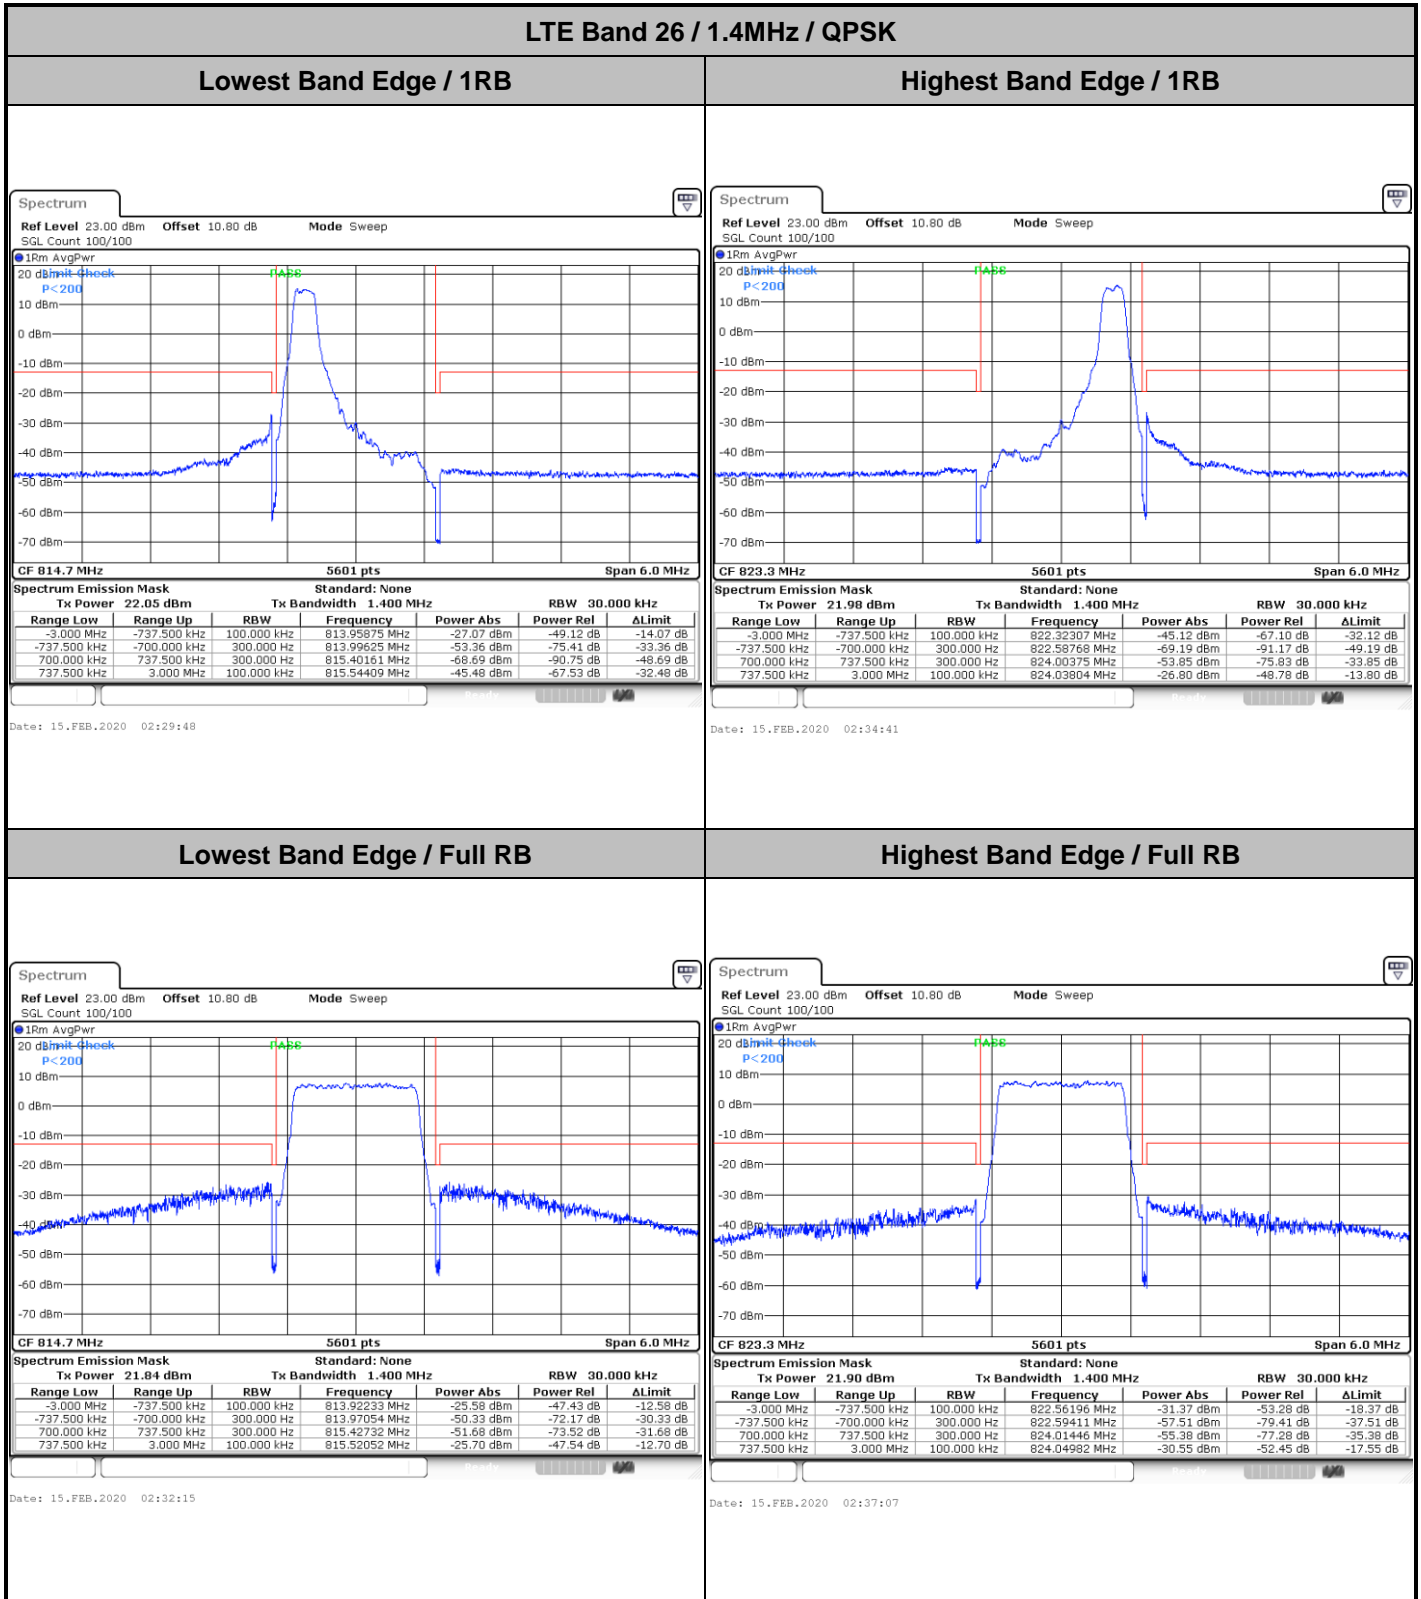 LTE Band 26 / 1.4MHz / QPSK
Lowest Band Edge / 1RB
Highest Band Edge / 1RB
Spectrum
Ref Level 23.00 dBm Offset 10.80 dB Mode Sweep
SGL Count 100/100
1Rm AvgPwr
20 dBm
Limit Check PASS
P<200
10 dBm
0 dBm
-10 dBm
-20 dBm
-30 dBm
-40 dBm
-50 dBm
-60 dBm
-70 dBm
CF 814.7 MHz 5601 pts Span 6.0 MHz
Spectrum Emission Mask Standard: None
Tx Power 22.05 dBm Tx Bandwidth 1.400 MHz RBW 30.000 kHz
Range Low Range Up RBW Frequency Power Abs Power Rel ΔLimit
-3.000 MHz -737.500 kHz 100.000 kHz 813.95875 MHz -27.07 dBm -49.12 dB -14.07 dB
-737.500 kHz -700.000 kHz 300.000 Hz 813.99625 MHz -53.36 dBm -75.41 dB -33.36 dB
700.000 kHz 737.500 kHz 300.000 Hz 815.40161 MHz -68.69 dBm -90.75 dB -48.69 dB
737.500 kHz 3.000 MHz 100.000 kHz 815.54409 MHz -45.48 dBm -67.53 dB -32.48 dB
Ready
Date: 15.FEB.2020 02:29:48
Spectrum
Ref Level 23.00 dBm Offset 10.80 dB Mode Sweep
SGL Count 100/100
1Rm AvgPwr
20 dBm
Limit Check PASS
P<200
10 dBm
0 dBm
-10 dBm
-20 dBm
-30 dBm
-40 dBm
-50 dBm
-60 dBm
-70 dBm
CF 823.3 MHz 5601 pts Span 6.0 MHz
Spectrum Emission Mask Standard: None
Tx Power 21.98 dBm Tx Bandwidth 1.400 MHz RBW 30.000 kHz
Range Low Range Up RBW Frequency Power Abs Power Rel ΔLimit
-3.000 MHz -737.500 kHz 100.000 kHz 822.32307 MHz -45.12 dBm -67.10 dB -32.12 dB
-737.500 kHz -700.000 kHz 300.000 Hz 822.58768 MHz -69.19 dBm -91.17 dB -49.19 dB
700.000 kHz 737.500 kHz 300.000 Hz 824.00375 MHz -53.85 dBm -75.83 dB -33.85 dB
737.500 kHz 3.000 MHz 100.000 kHz 824.03804 MHz -26.80 dBm -48.78 dB -13.80 dB
Ready
Date: 15.FEB.2020 02:34:41
Lowest Band Edge / Full RB
Highest Band Edge / Full RB
Spectrum
Ref Level 23.00 dBm Offset 10.80 dB Mode Sweep
SGL Count 100/100
1Rm AvgPwr
20 dBm
Limit Check PASS
P<200
10 dBm
0 dBm
-10 dBm
-20 dBm
-30 dBm
-40 dBm
-50 dBm
-60 dBm
-70 dBm
CF 814.7 MHz 5601 pts Span 6.0 MHz
Spectrum Emission Mask Standard: None
Tx Power 21.84 dBm Tx Bandwidth 1.400 MHz RBW 30.000 kHz
Range Low Range Up RBW Frequency Power Abs Power Rel ΔLimit
-3.000 MHz -737.500 kHz 100.000 kHz 813.92233 MHz -25.58 dBm -47.43 dB -12.58 dB
-737.500 kHz -700.000 kHz 300.000 Hz 813.97054 MHz -50.33 dBm -72.17 dB -30.33 dB
700.000 kHz 737.500 kHz 300.000 Hz 815.42732 MHz -51.68 dBm -73.52 dB -31.68 dB
737.500 kHz 3.000 MHz 100.000 kHz 815.52052 MHz -25.70 dBm -47.54 dB -12.70 dB
Ready
Date: 15.FEB.2020 02:32:15
Spectrum
Ref Level 23.00 dBm Offset 10.80 dB Mode Sweep
SGL Count 100/100
1Rm AvgPwr
20 dBm
Limit Check PASS
P<200
10 dBm
0 dBm
-10 dBm
-20 dBm
-30 dBm
-40 dBm
-50 dBm
-60 dBm
-70 dBm
CF 823.3 MHz 5601 pts Span 6.0 MHz
Spectrum Emission Mask Standard: None
Tx Power 21.90 dBm Tx Bandwidth 1.400 MHz RBW 30.000 kHz
Range Low Range Up RBW Frequency Power Abs Power Rel ΔLimit
-3.000 MHz -737.500 kHz 100.000 kHz 822.56196 MHz -31.37 dBm -53.28 dB -18.37 dB
-737.500 kHz -700.000 kHz 300.000 Hz 822.59411 MHz -57.51 dBm -79.41 dB -37.51 dB
700.000 kHz 737.500 kHz 300.000 Hz 824.01446 MHz -55.38 dBm -77.28 dB -35.38 dB
737.500 kHz 3.000 MHz 100.000 kHz 824.04982 MHz -30.55 dBm -52.45 dB -17.55 dB
Ready
Date: 15.FEB.2020 02:37:07